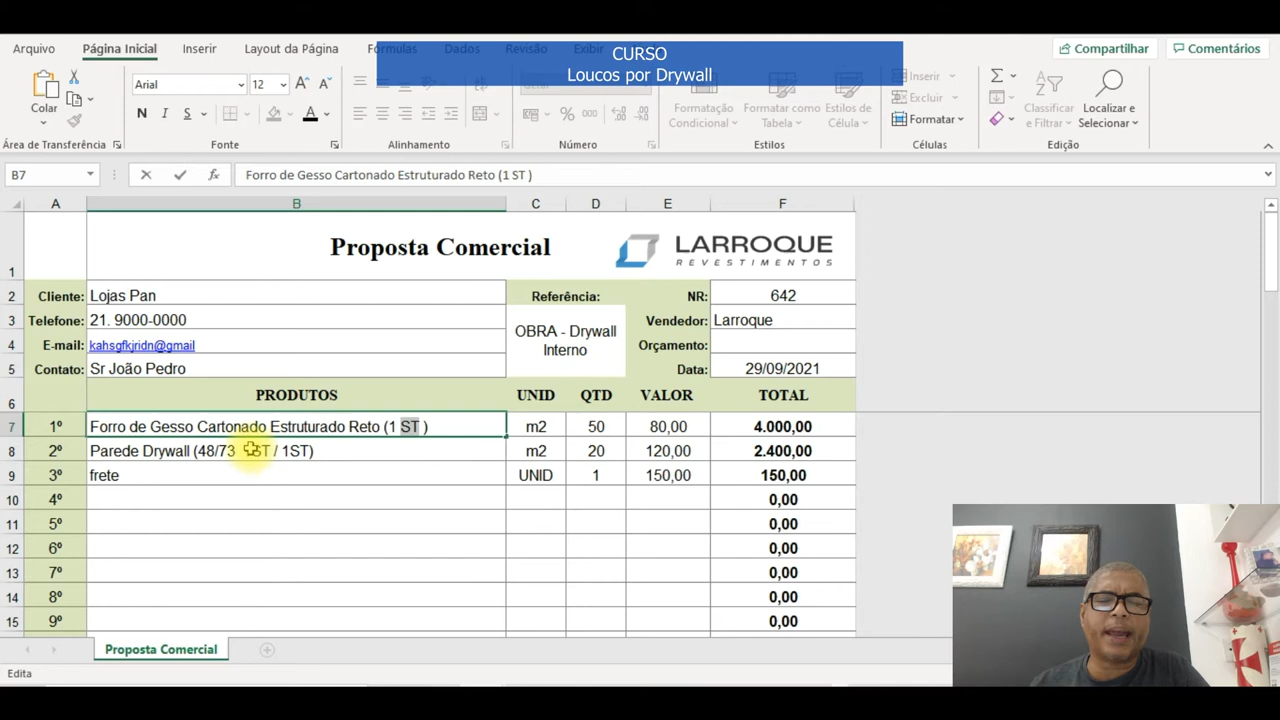 CURSO
Loucos por Drywall
Arquivo Página Inicial Inserir Layout da Página Fórmulas Dados Revisão Exibir Compartilhar Comentários
Colar
Arial 12
N I S
% 000
Formatação Condicional
Formatar como Tabela
Estilos de Célula
Inserir
Excluir
Formatar
Classificar e Filtrar
Localizar e Selecionar
Área de Transferência Fonte Alinhamento Número Estilos Células Edição
B7 fx Forro de Gesso Cartonado Estruturado Reto (1 ST )
A B C D E F
1 Proposta Comercial LARROQUE
REVESTIMENTOS
2 Cliente: Lojas Pan Referência: NR: 642
3 Telefone: 21. 9000-0000 OBRA - Drywall Interno Vendedor: Larroque
4 E-mail: kahsgfkjridn@gmail Orçamento:
5 Contato: Sr João Pedro Data: 29/09/2021
6 PRODUTOS UNID QTD VALOR TOTAL
7 1º Forro de Gesso Cartonado Estruturado Reto (1 ST ) m2 50 80,00 4.000,00
8 2º Parede Drywall (48/73 ST / 1ST) m2 20 120,00 2.400,00
9 3º frete UNID 1 150,00 150,00
10 4º 0,00
11 5º 0,00
12 6º 0,00
13 7º 0,00
14 8º 0,00
15 9º 0,00
Proposta Comercial
Edita